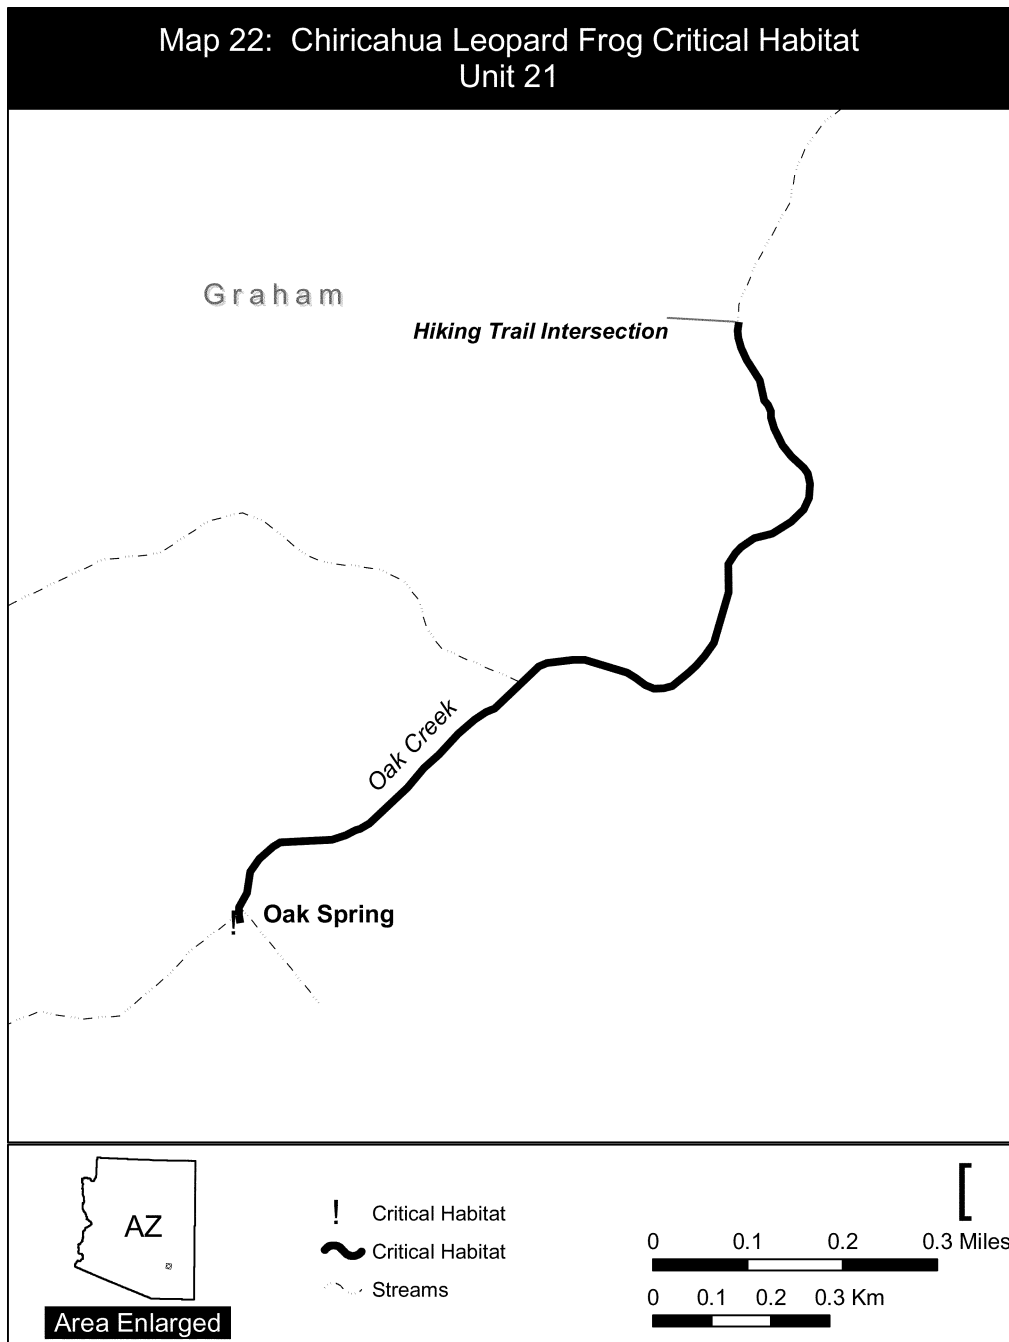 Map 22: Chiricahua Leopard Frog Critical Habitat
Unit 21
Graham
Hiking Trail Intersection
Oak Creek
! Oak Spring
AZ
Area Enlarged
! Critical Habitat
Critical Habitat
Streams
[
0 0.1 0.2 0.3 Miles
0 0.1 0.2 0.3 Km